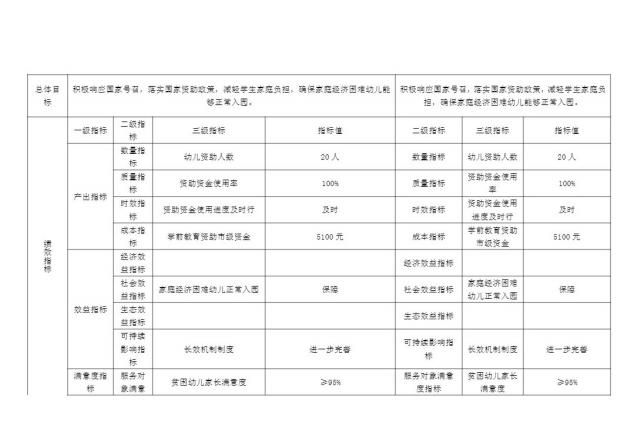 总体目
标
积极响应国家号召，落实国家资助政策，减轻学生家庭负担，确保家庭经济困难幼儿能
够正常入园。
积极响应国家号召，落实国家资助政策，减轻学生家庭负
担，确保家庭经济困难幼儿能够正常入园。
绩
效
指
标
一级指标
二级指
标
三级指标
指标值
二级指标
三级指标
指标值
产出指标
数量指
标
幼儿资助人数
20 人
数量指标
幼儿资助人数
20 人
质量指
标
资助资金使用率
100%
质量指标
资助资金使用
率
100%
时效指
标
资助资金使用进度及时行
及时
时效指标
资助资金使用
进度及时行
及时
成本指
标
学前教育资助市级资金
5100 元
成本指标
学前教育资助
市级资金
5100 元
效益指标
经济效
益指标
经济效益指标
社会效
益指标
家庭经济困难幼儿正常入园
保障
社会效益指标
家庭经济困难
幼儿正常入园
保障
生态效
益指标
生态效益指标
可持续
影响指
标
长效机制制度
进一步完善
可持续影响指
标
长效机制制度
进一步完善
满意度指
标
服务对
象满意
贫困幼儿家长满意度
≥95%
服务对象满意
度指标
贫困幼儿家长
满意度
≥95%